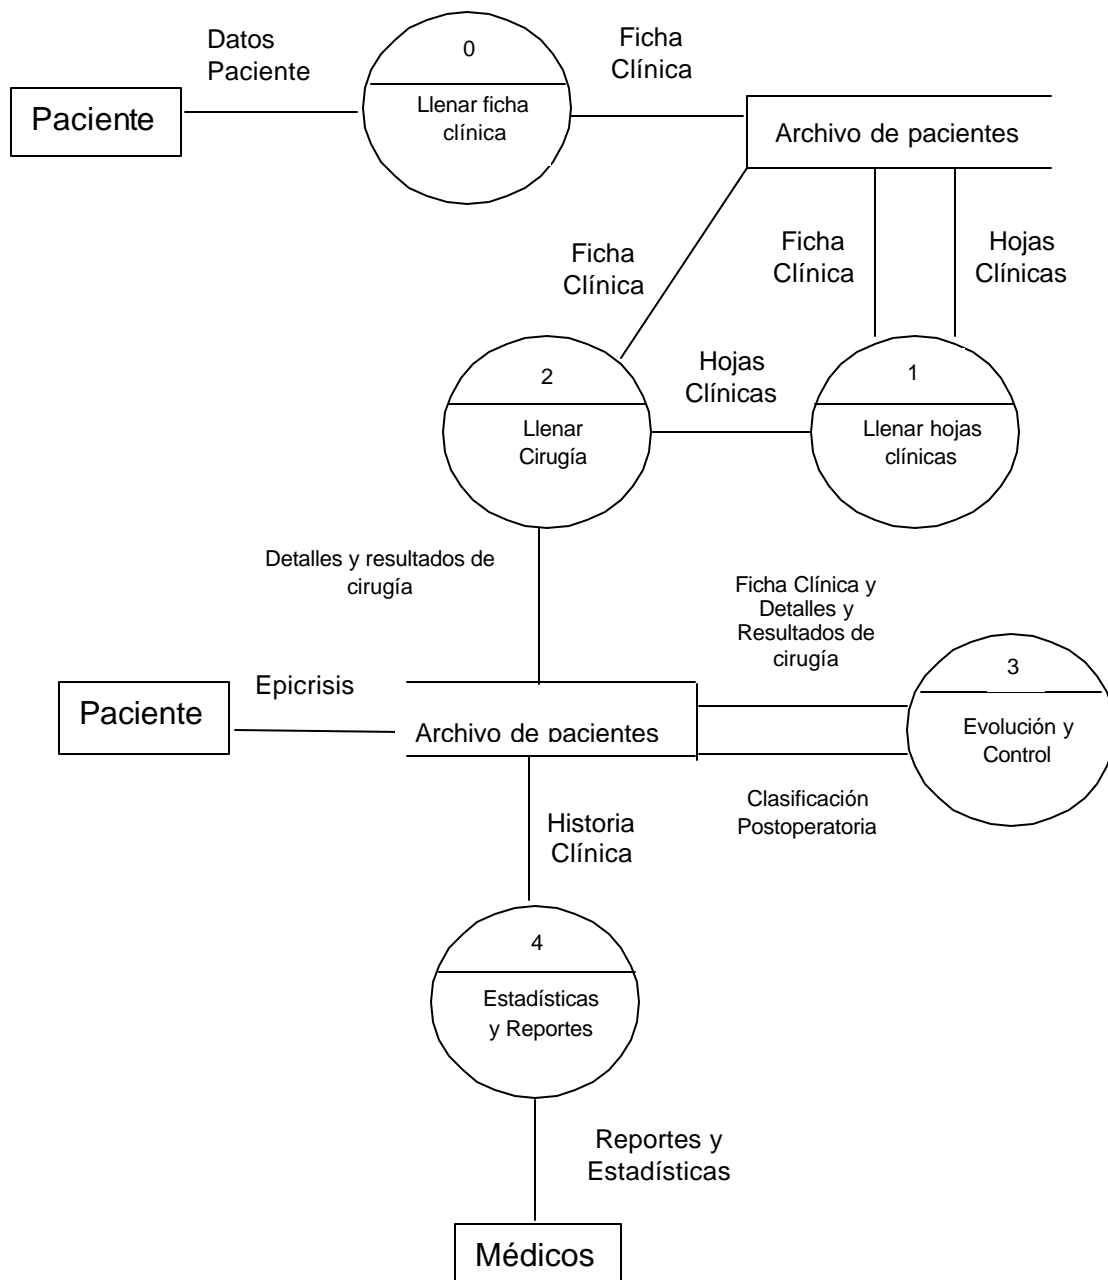 Datos
Paciente
0
Ficha
Clínica
Paciente
Llenar ficha
clínica
Archivo de pacientes
Ficha
Clínica
Ficha
Clínica
Hojas
Clínicas
2
Llenar
Cirugía
Hojas
Clínicas
1
Llenar hojas
clínicas
Detalles y resultados de
cirugía
Ficha Clínica y
Detalles y
Resultados de
cirugía
3
Evolución y
Control
Paciente
Epicrisis
Archivo de pacientes
Clasificación
Postoperatoria
Historia
Clínica
4
Estadísticas
y Reportes
Reportes y
Estadísticas
Médicos